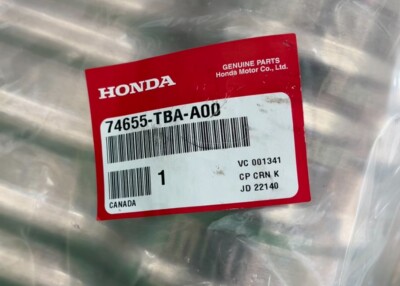 GENUINE PARTS
HONDA Honda Motor Co., Ltd.
74655-TBA-A00
VC 001341
1 CP CRN K
JD 22140
CANADA